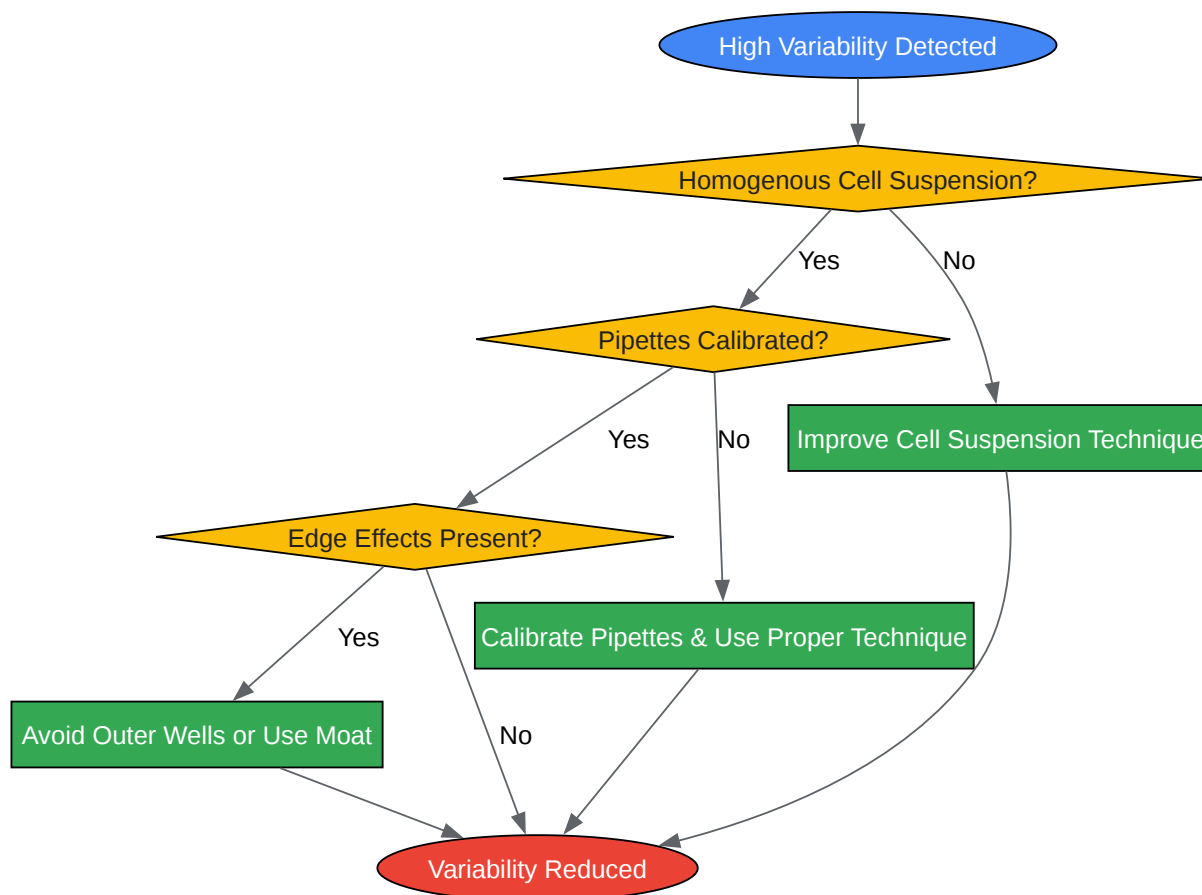 High Variability Detected
Homogenous Cell Suspension?
Yes
No
Pipettes Calibrated?
Yes
No
Improve Cell Suspension Technique
Edge Effects Present?
Yes
Calibrate Pipettes & Use Proper Technique
Avoid Outer Wells or Use Moat
No
Variability Reduced